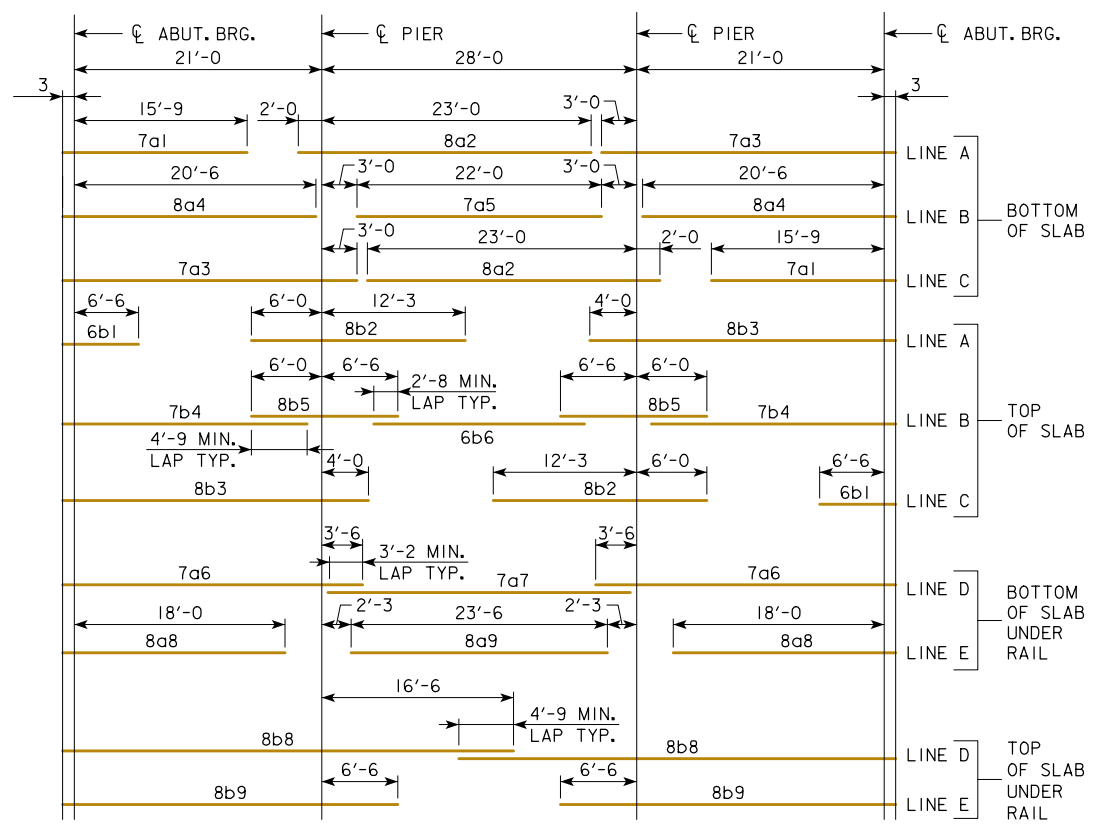 ℄ ABUT.BRG. ℄ PIER ℄ PIER ℄ ABUT.BRG.
21'-0 28'-0 21'-0
3 3
15'-9 2'-0 23'-0 3'-0
7a1 8a2 7a3 LINE A
20'-6 3'-0 22'-0 3'-0 20'-6
8a4 7a5 8a4 LINE B
BOTTOM
OF SLAB
3'-0 23'-0 2'-0 15'-9
7a3 8a2 7a1 LINE C
6'-6 6'-0 12'-3 4'-0
6b1 8b2 8b3 LINE A
6'-0 6'-6 6'-6 6'-0
2'-8 MIN.
LAP TYP.
7b4 8b5 6b6 8b5 7b4 LINE B
TOP
OF SLAB
4'-9 MIN.
LAP TYP.
4'-0 12'-3 6'-0 6'-6
8b3 8b2 6b1 LINE C
3'-6 3'-6
3'-2 MIN.
LAP TYP.
7a6 7a7 7a6 LINE D
BOTTOM
OF SLAB
UNDER
RAIL
18'-0 2'-3 23'-6 2'-3 18'-0
8a8 8a9 8a8 LINE E
16'-6
4'-9 MIN.
LAP TYP.
8b8 8b8 LINE D
TOP
OF SLAB
UNDER
RAIL
6'-6 6'-6
8b9 8b9 LINE E